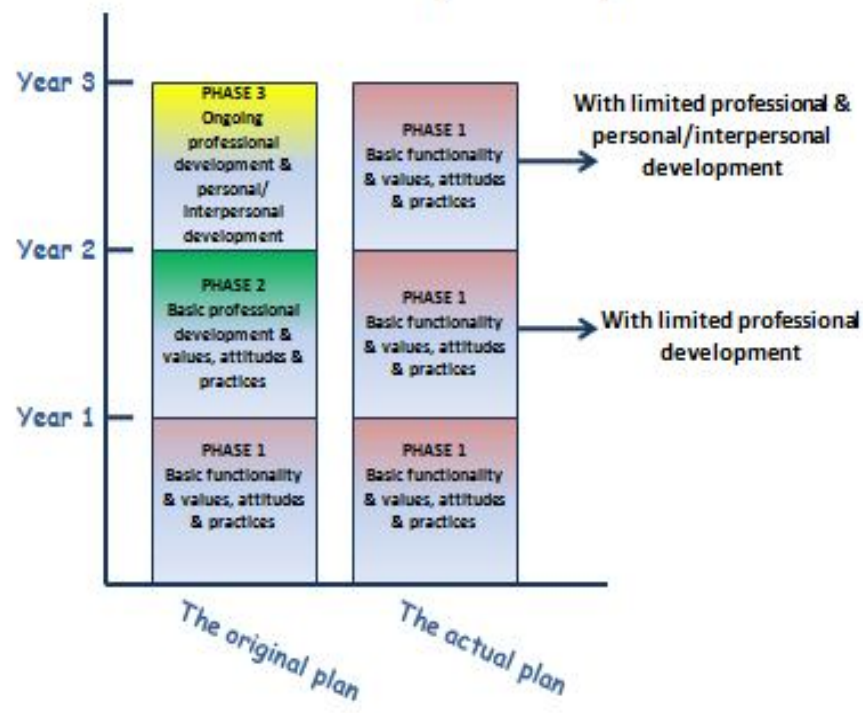 Year 3
PHASE 3
Ongoing
professional
development &
personal/
interpersonal
development
PHASE 1
Basic functionality
& values, attitudes
& practices
With limited professional &
personal/interpersonal
development
Year 2
PHASE 2
Basic professional
development &
values, attitudes &
practices
PHASE 1
Basic functionality
& values, attitudes
& practices
With limited professional
development
Year 1
PHASE 1
Basic functionality
& values, attitudes
& practices
PHASE 1
Basic functionality
& values, attitudes
& practices
The original plan
The actual plan